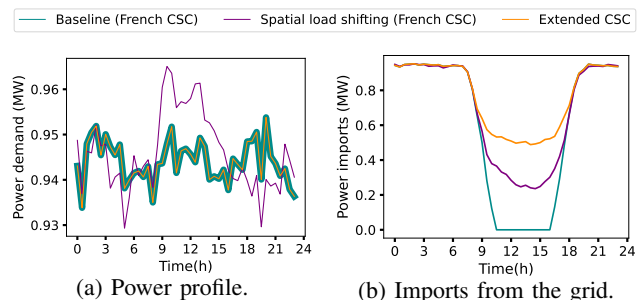 Baseline (French CSC) Spatial load shifting (French CSC) Extended CSC
Power demand (MW)
0.96
0.95
0.94
0.93
0 3 6 9 12 15 18 21 24
Time(h)
(a) Power profile.
Power imports (MW)
1.0
0.8
0.6
0.4
0.2
0.0
0 3 6 9 12 15 18 21 24
Time(h)
(b) Imports from the grid.